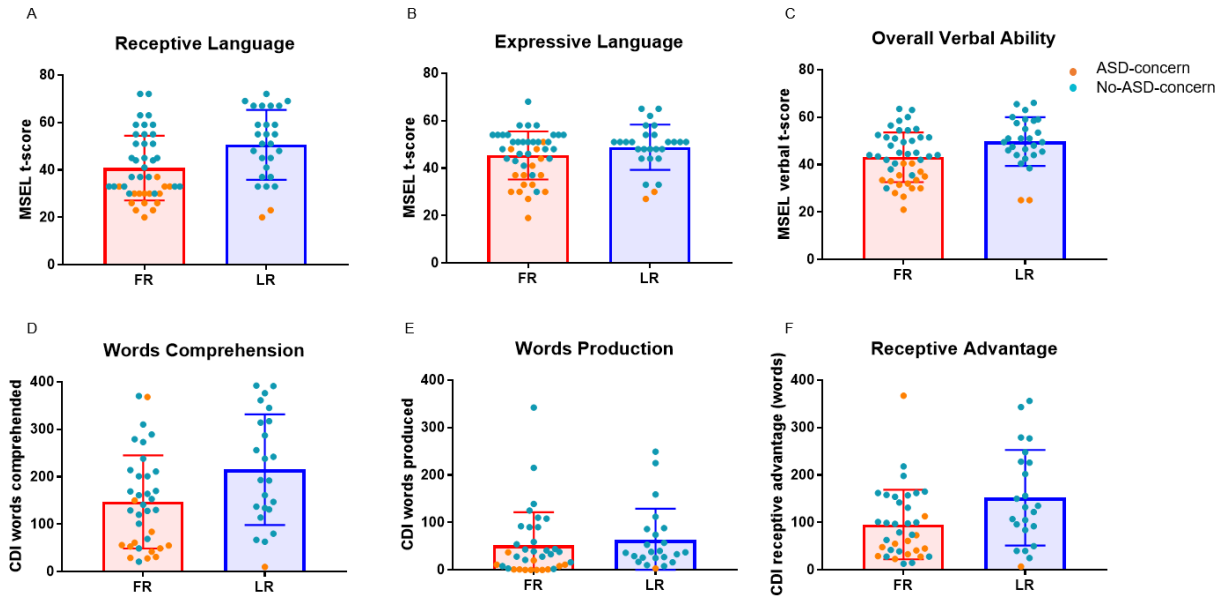 A
Receptive Language
MSEL t-score
80
60
40
20
0
FR
LR
B
Expressive Language
MSEL t-score
80
60
40
20
0
FR
LR
C
Overall Verbal Ability
MSEL verbal t-score
80
60
40
20
0
FR
LR
ASD-concern
No-ASD-concern
D
Words Comprehension
CDI words comprehended
400
300
200
100
0
FR
LR
E
Words Production
CDI words produced
400
300
200
100
0
FR
LR
F
Receptive Advantage
CDI receptive advantage (words)
400
300
200
100
0
FR
LR